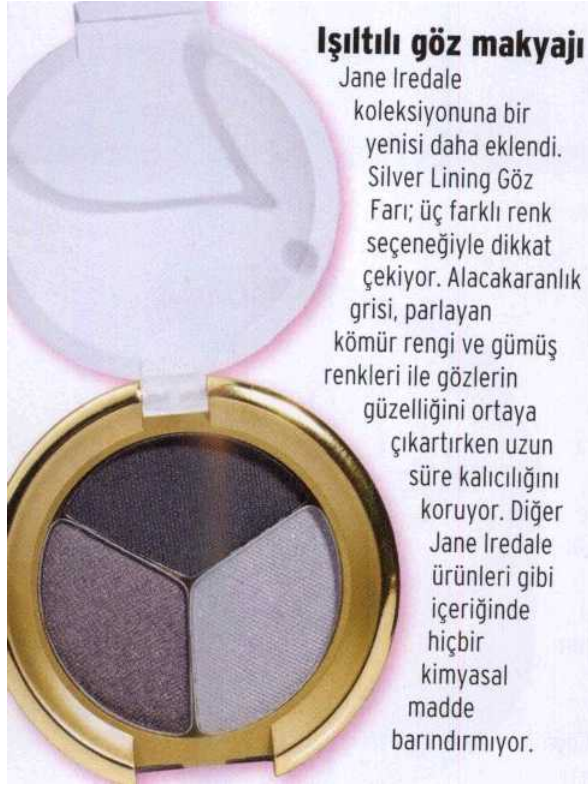 Işıltılı göz makyajı
Jane Iredale
koleksiyonuna bir
yenisi daha eklendi.
Silver Lining Göz
Farı; üç farklı renk
seçeneğiyle dikkat
çekiyor. Alacakaranlık
grisi, parlayan
kömür rengi ve gümüş
renkleri ile gözlerin
güzelliğini ortaya
çıkartırken uzun
süre kalıcılığını
koruyor. Diğer
Jane Iredale
ürünleri gibi
içeriğinde
hiçbir
kimyasal
madde
barındırmıyor.